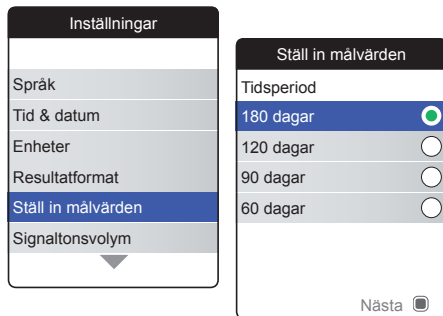 Inställningar
Språk
Tid & datum
Enheter
Resultatformat
Ställ in målvärden
Signaltonsvolym
Ställ in målvärden
Tidsperiod
180 dagar
120 dagar
90 dagar
60 dagar
Nästa